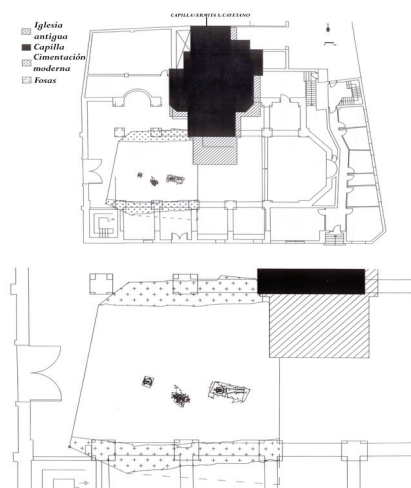 CAPILLA/ERMITA S. CAYETANO
Iglesia
antigua
Capilla
Cimentación
moderna
Fosas